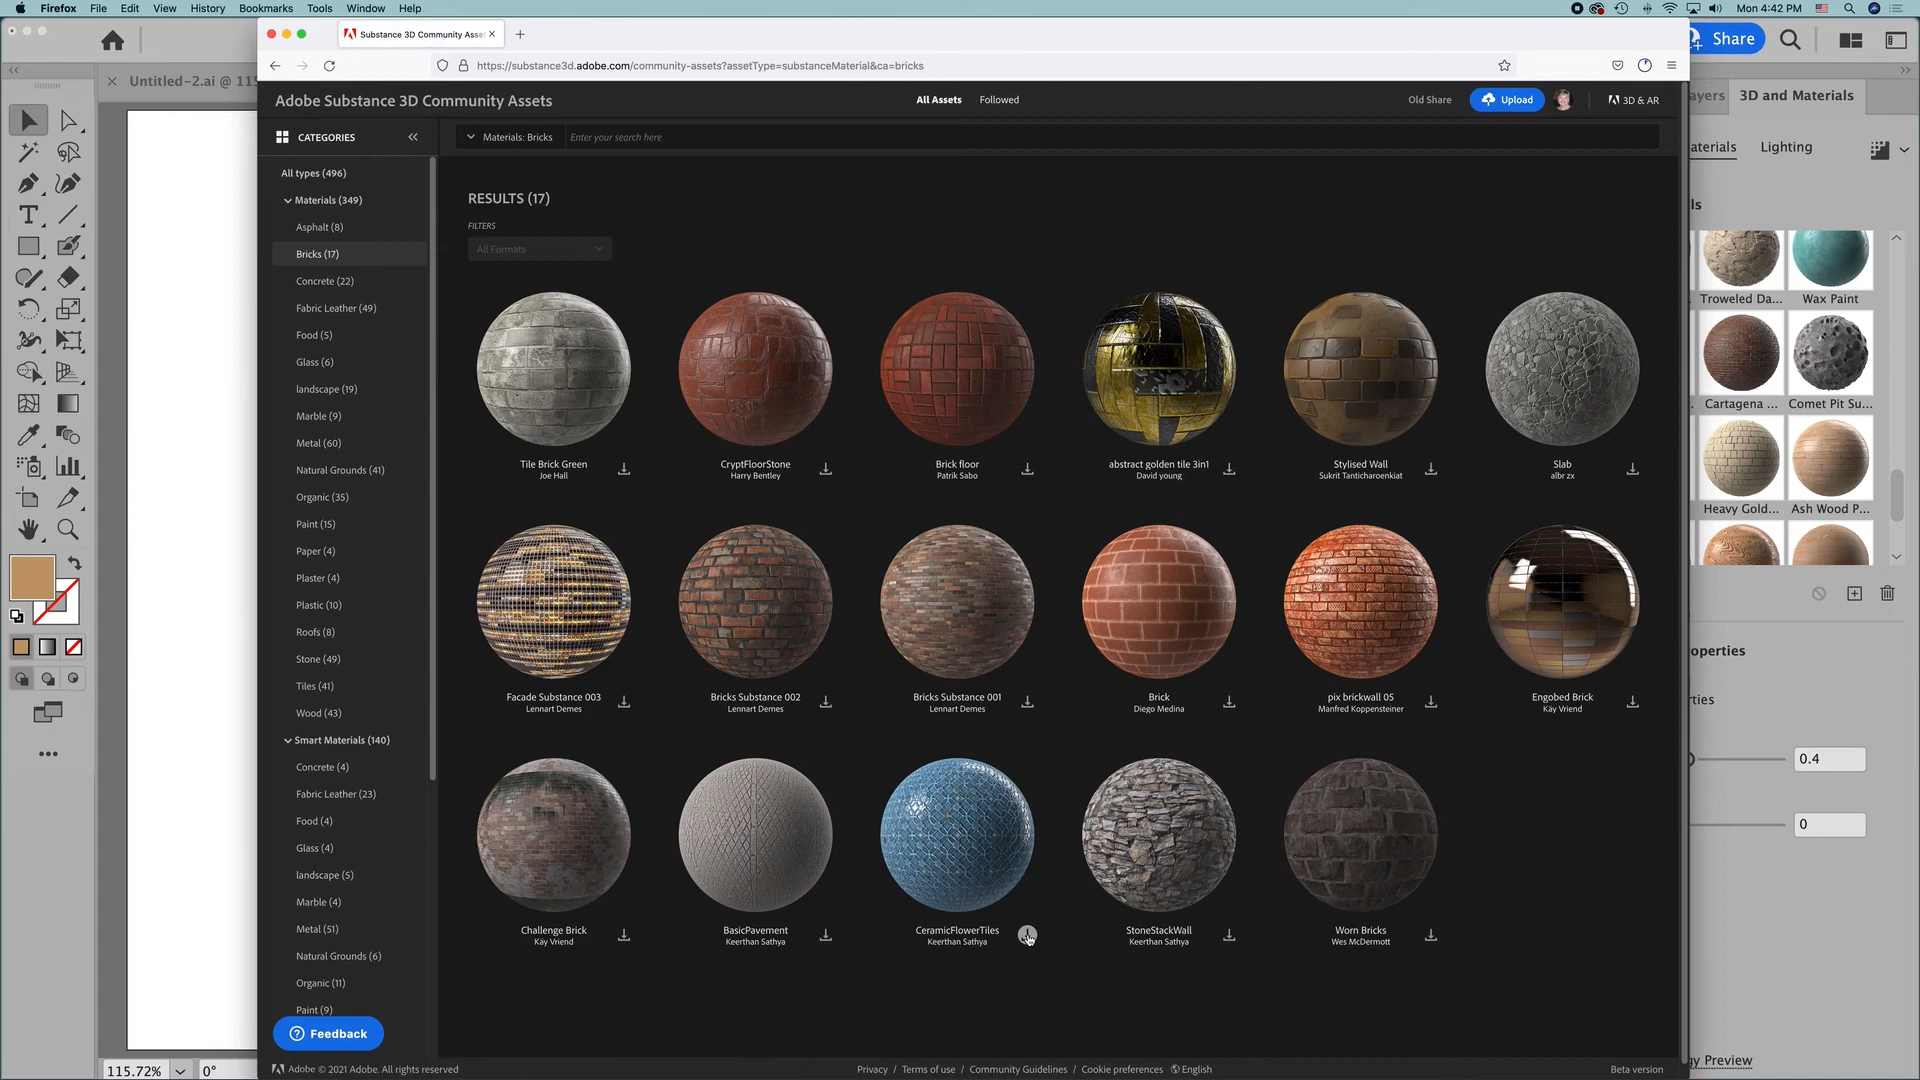 Firefox File Edit View History Bookmarks Tools Window Help
Mon 4:42 PM
Substance 3D Community Asse
Share
https://substance3d.adobe.com/community-assets?assetType=substanceMaterial&ca=bricks
Untitled-2.ai @ 11
ayers 3D and Materials
Adobe Substance 3D Community Assets
All Assets Followed
Old Share Upload 3D & AR
CATEGORIES
Materials: Bricks Enter your search here
aterials Lighting
All types (496)
Materials (349)
Asphalt (8)
Bricks (17)
Concrete (22)
Fabric Leather (49)
Food (5)
Glass (6)
landscape (19)
Marble (9)
Metal (60)
Natural Grounds (41)
Organic (35)
Paint (15)
Paper (4)
Plaster (4)
Plastic (10)
Roofs (8)
Stone (49)
Tiles (41)
Wood (43)
Smart Materials (140)
Concrete (4)
Fabric Leather (23)
Food (4)
Glass (4)
landscape (5)
Marble (4)
Metal (51)
Natural Grounds (6)
Organic (11)
Paint (9)
Feedback
RESULTS (17)
FILTERS
All Formats
Tile Brick Green
Joe Hall
CryptFloorStone
Harry Bentley
Brick floor
Patrik Sabo
abstract golden tile 3in1
David young
Stylised Wall
Sukrit Tanticharoenkiat
Slab
albr zx
Facade Substance 003
Lennart Demes
Bricks Substance 002
Lennart Demes
Bricks Substance 001
Lennart Demes
Brick
Diego Medina
pix brickwall 05
Manfred Koppensteiner
Engobed Brick
Käy Vriend
Challenge Brick
Käy Vriend
BasicPavement
Keerthan Sathya
CeramicFlowerTiles
Keerthan Sathya
StoneStackWall
Keerthan Sathya
Worn Bricks
Wes McDermott
ls
Troweled Da... Wax Paint
Cartagena ... Comet Pit Su...
Heavy Gold... Ash Wood P...
operties
ties
0.4
0
gy Preview
115.72% 0°
Adobe © 2021 Adobe. All rights reserved
Privacy / Terms of use / Community Guidelines / Cookie preferences English
Beta version